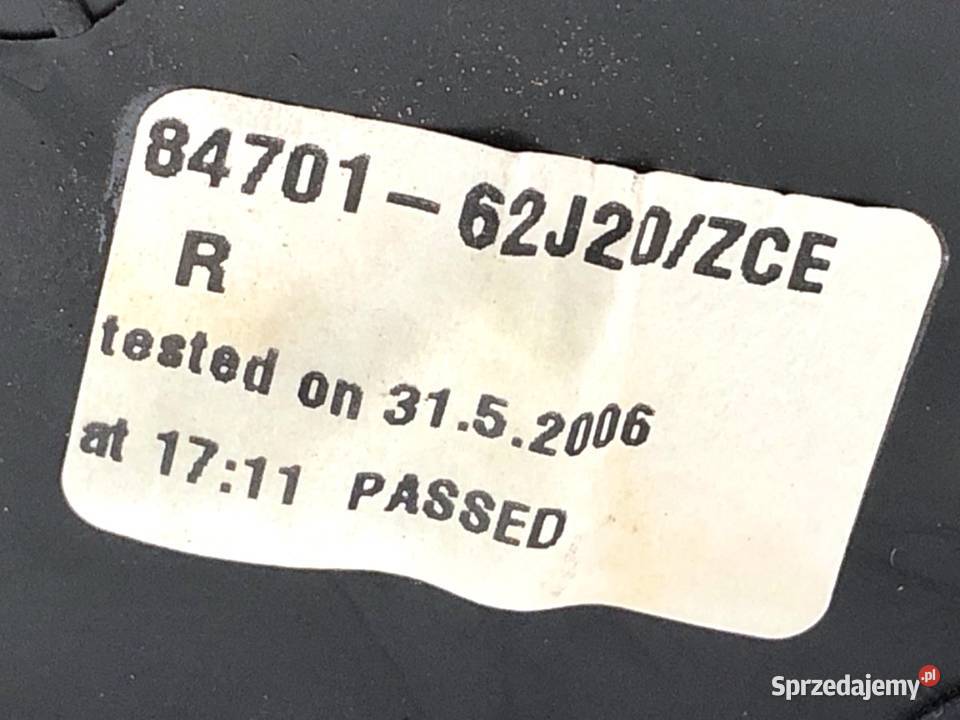 84701-62J20/ZCE
R
tested on 31.5.2006
at 17:11 PASSED
Sprzedajemy.pl